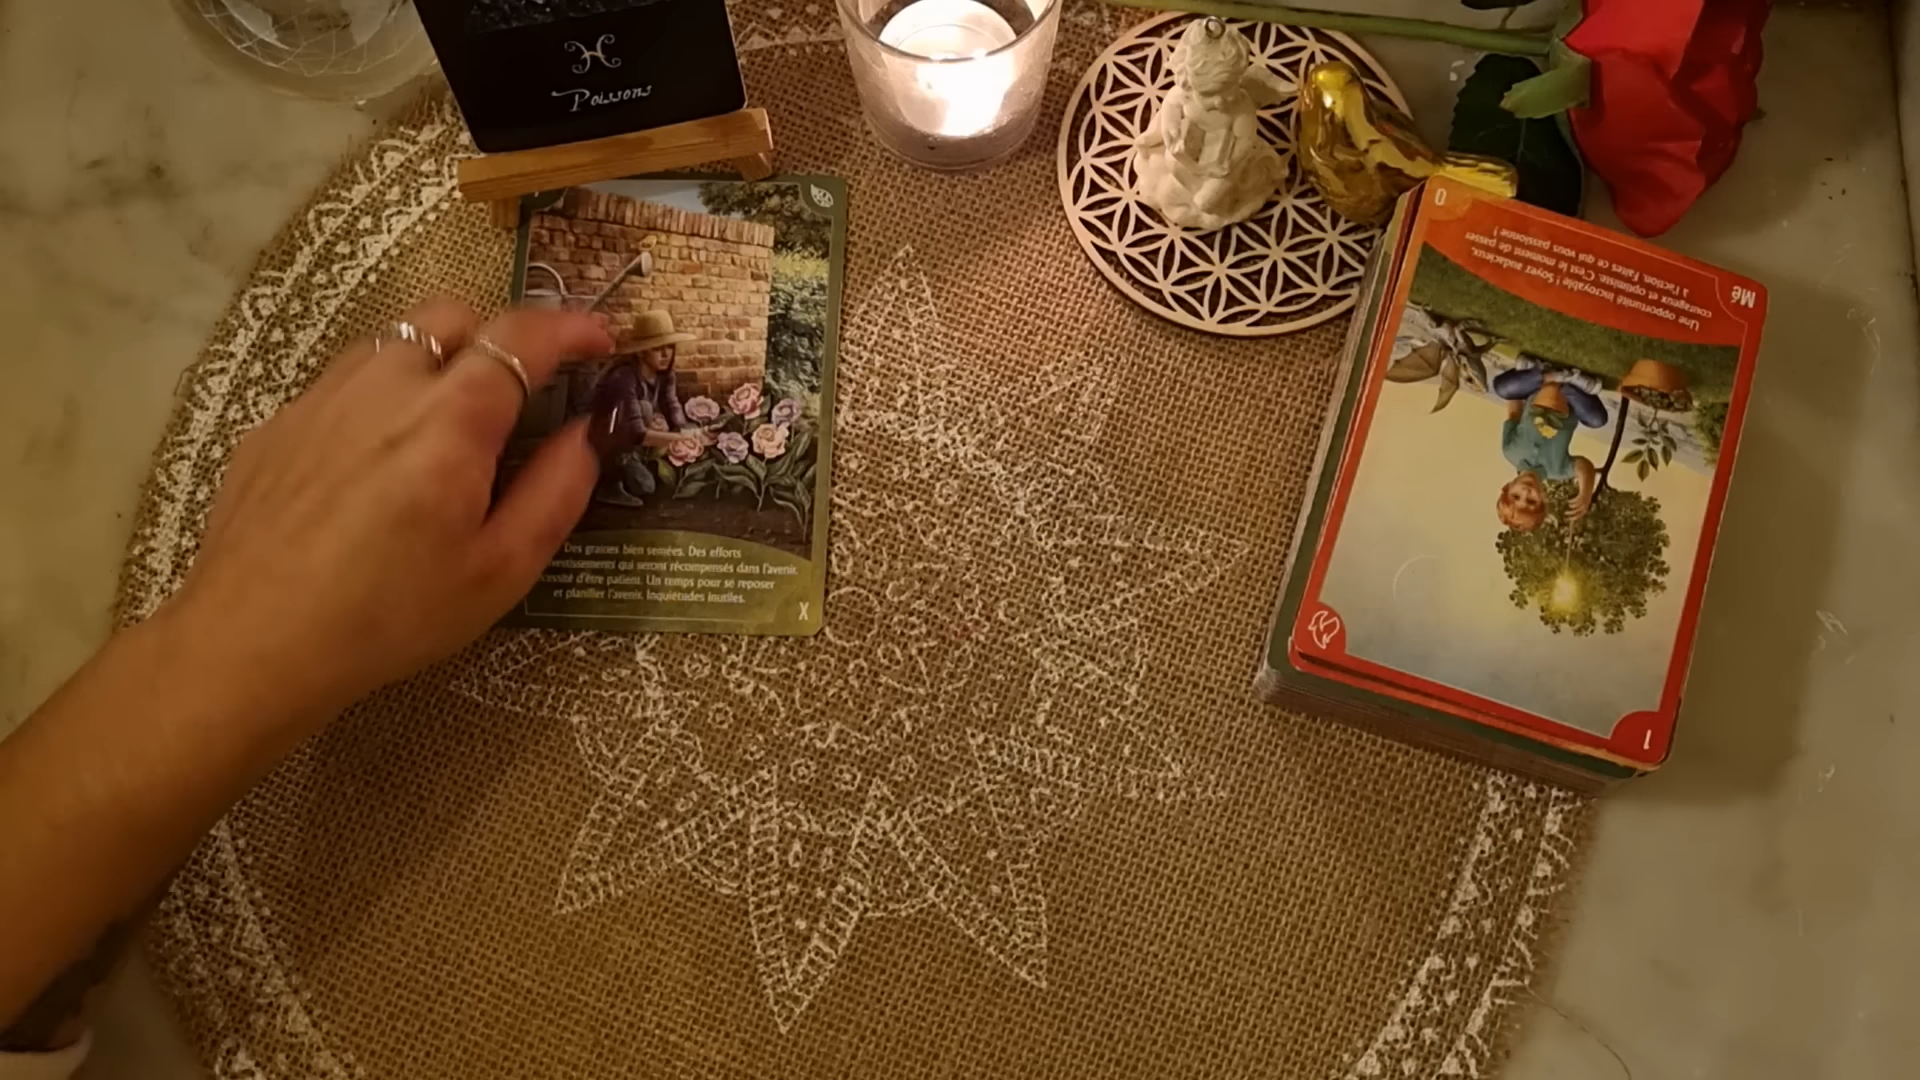 Poissons
Des graines bien semées. Des efforts
vestissements qui seront récompensés dans l'avenir.
cessité d'être patient. Un temps pour se reposer
et planifier l'avenir. Inquiétudes inutiles.
X
Mé
Une opportunité incroyable ! Soyez audacieux,
courageux et optimiste. C'est le moment de passer
à l'action. Faites ce qui vous passionne !
0
1